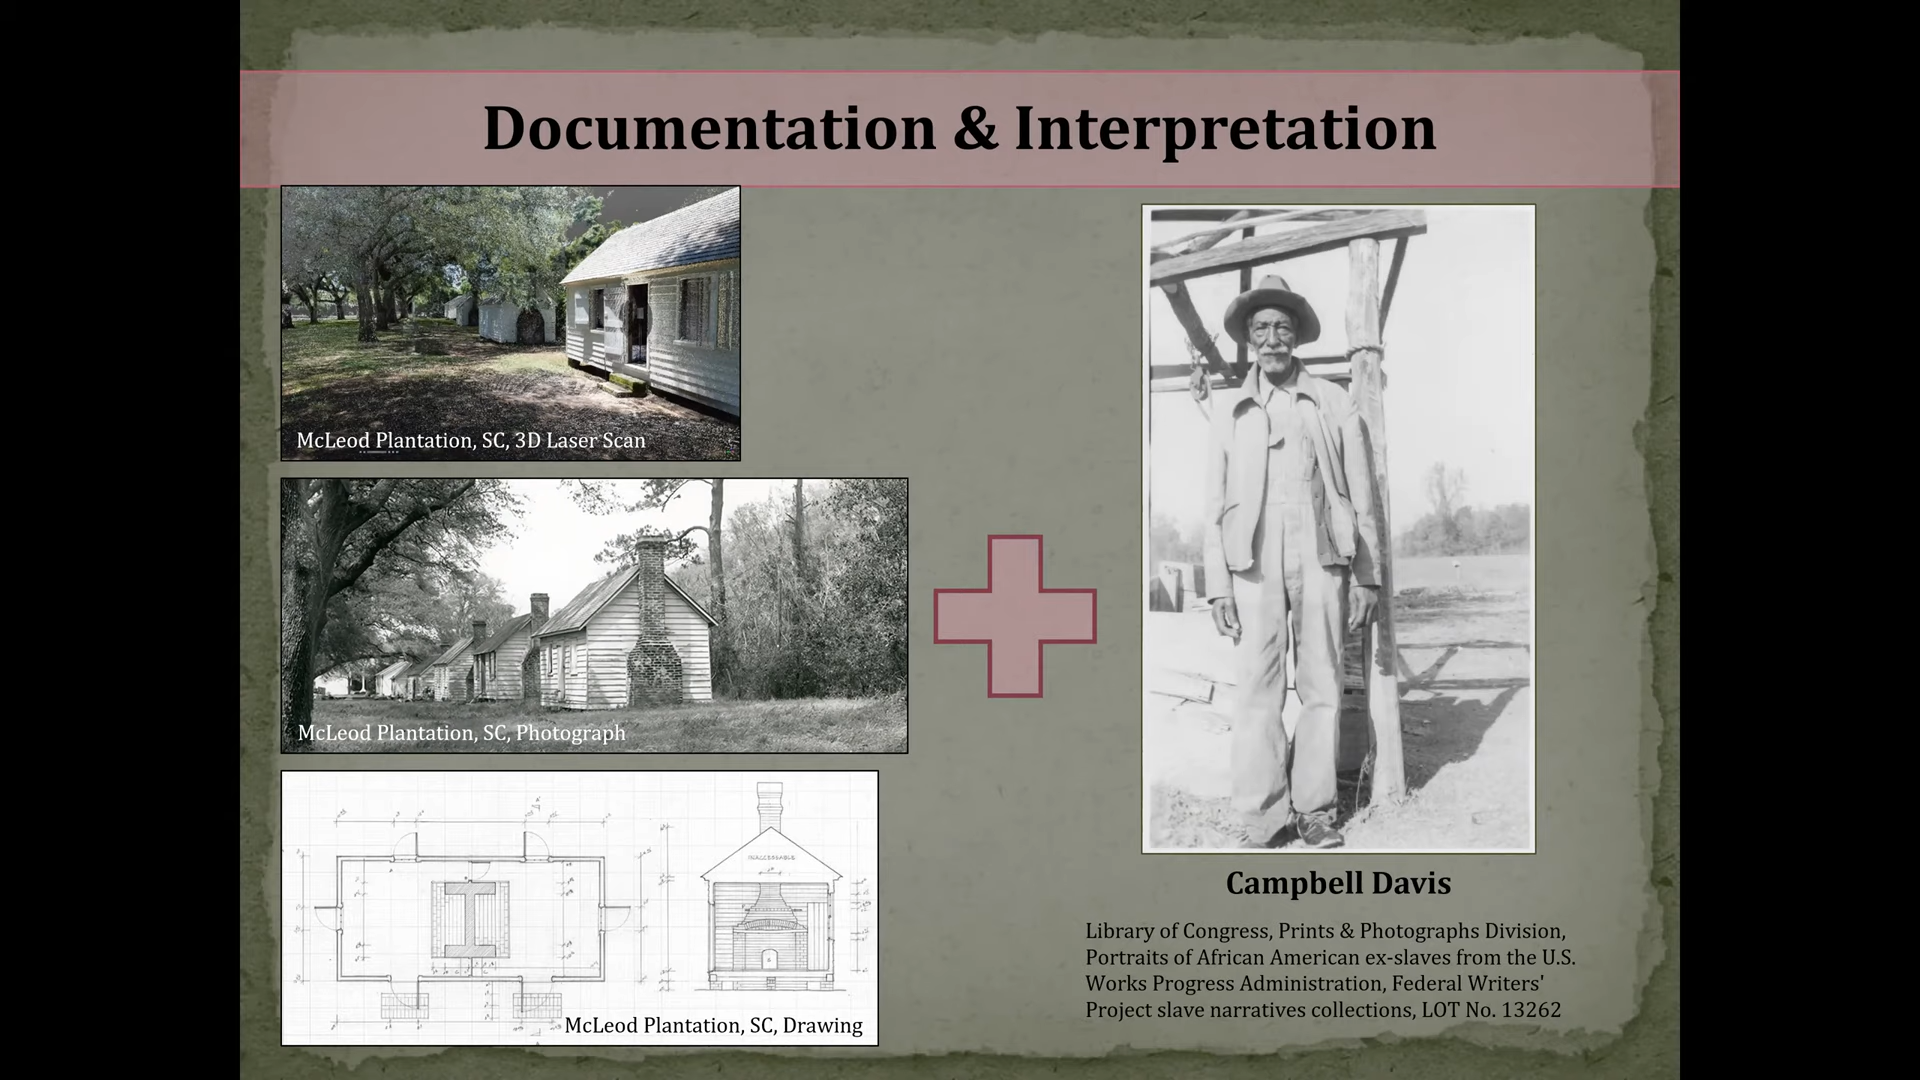 Documentation & Interpretation
McLeod Plantation, SC, 3D Laser Scan
McLeod Plantation, SC, Photograph
INACCESSABLE
McLeod Plantation, SC, Drawing
Campbell Davis
Library of Congress, Prints & Photographs Division,
Portraits of African American ex-slaves from the U.S.
Works Progress Administration, Federal Writers'
Project slave narratives collections, LOT No. 13262